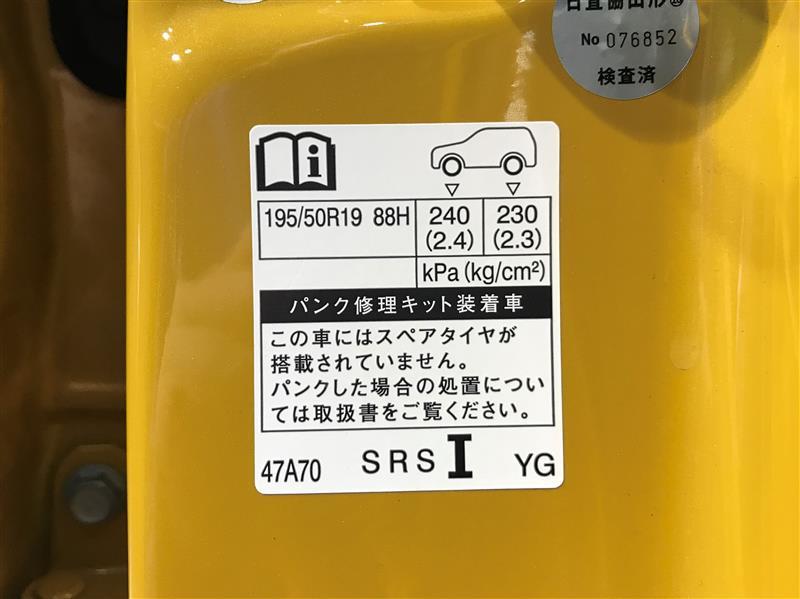 No 076852
検査済
195/50R19 88H 240 230
(2.4) (2.3)
kPa(kg/cm²)
パンク修理キット装着車
この車にはスペアタイヤが
搭載されていません。
パンクした場合の処置につい
ては取扱書をご覧ください。
47A70 SRS I YG